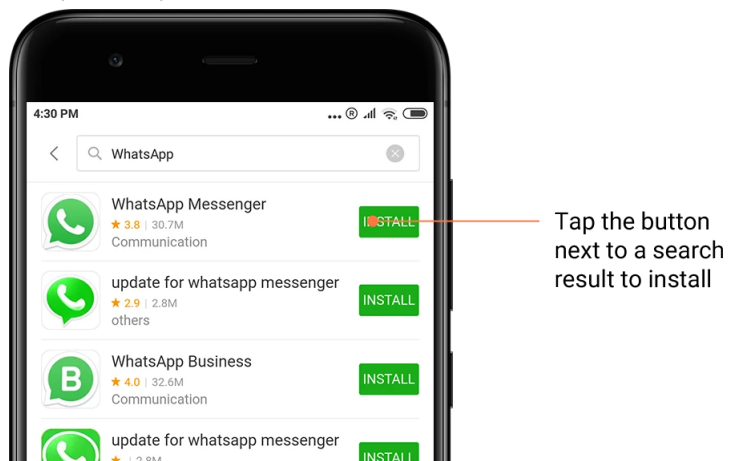 4:30 PM
®
WhatsApp
WhatsApp Messenger
★ 3.8 | 30.7M
Communication
INSTALL
update for whatsapp messenger
★ 2.9 | 2.8M
others
INSTALL
WhatsApp Business
★ 4.0 | 32.6M
Communication
INSTALL
B
update for whatsapp messenger
★ | 2.8M
INSTALL
Tap the button
next to a search
result to install